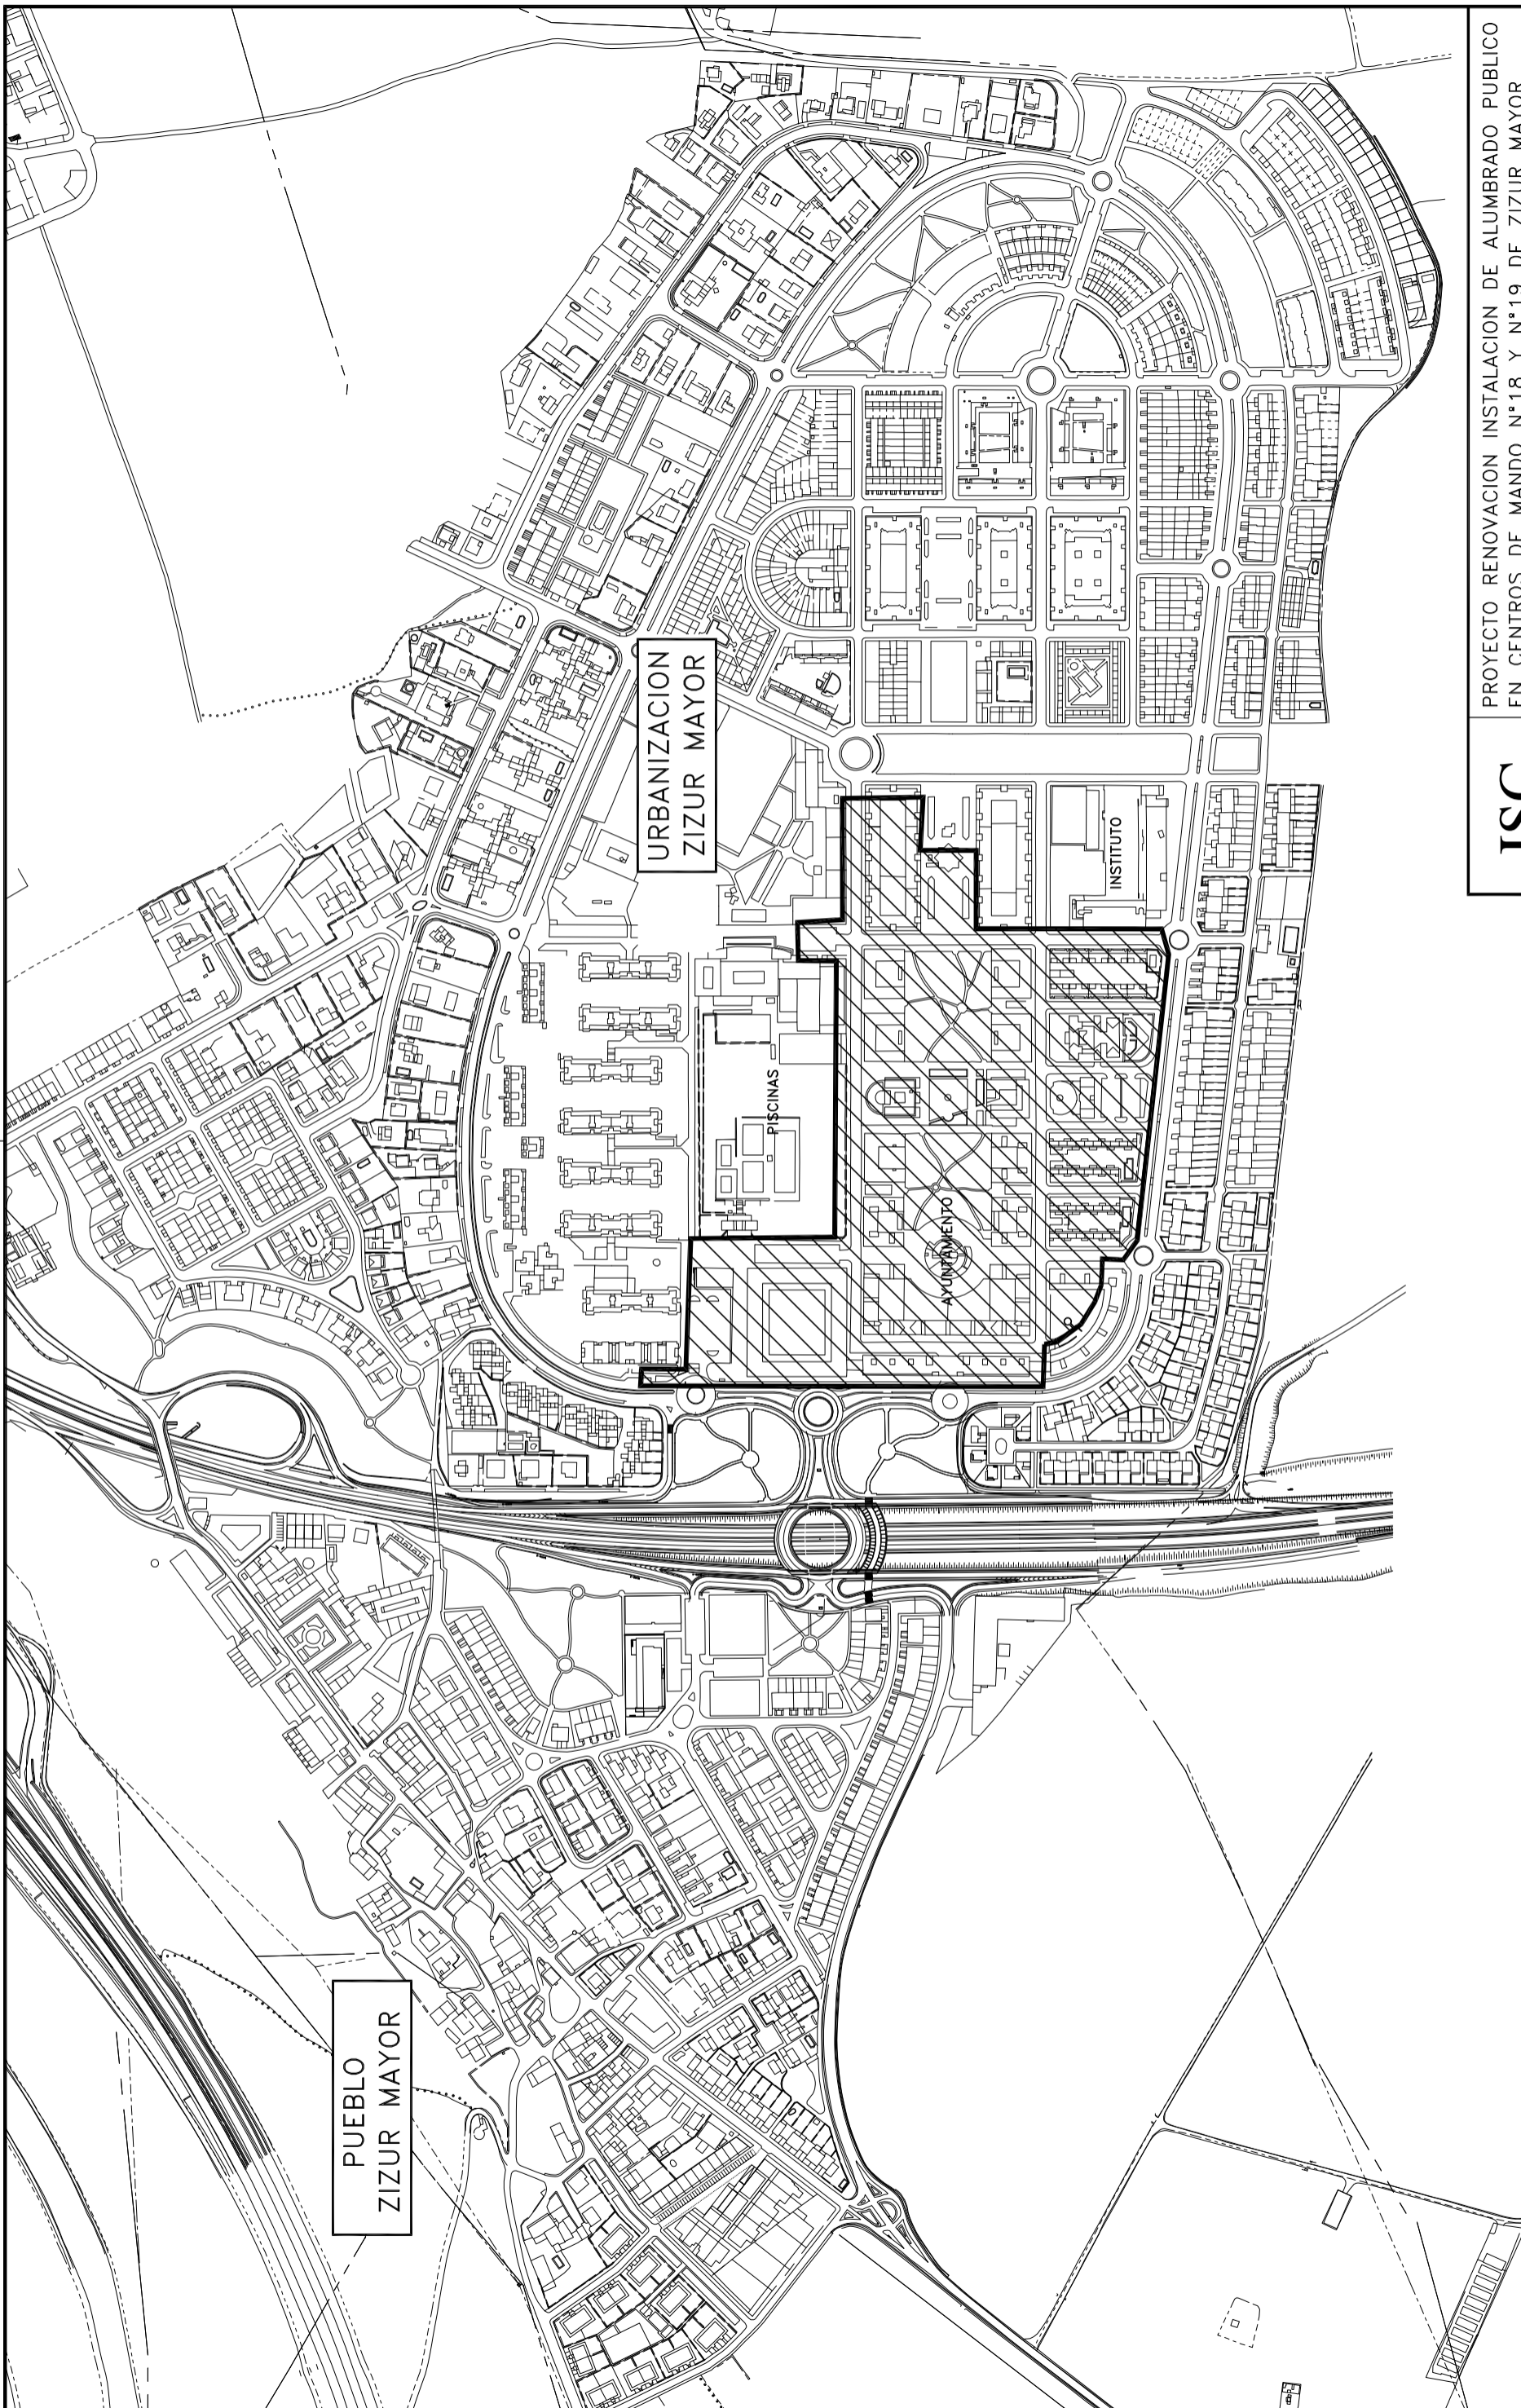 URBANIZACION
ZIZUR MAYOR
PISCINAS
INSTITUTO
AYUNTAMIENTO
PUEBLO
ZIZUR MAYOR
PROYECTO RENOVACION INSTALACION DE ALUMBRADO PUBLICO
EN CENTROS DE MANDO N°18 Y N°19 DE ZIZUR MAYOR